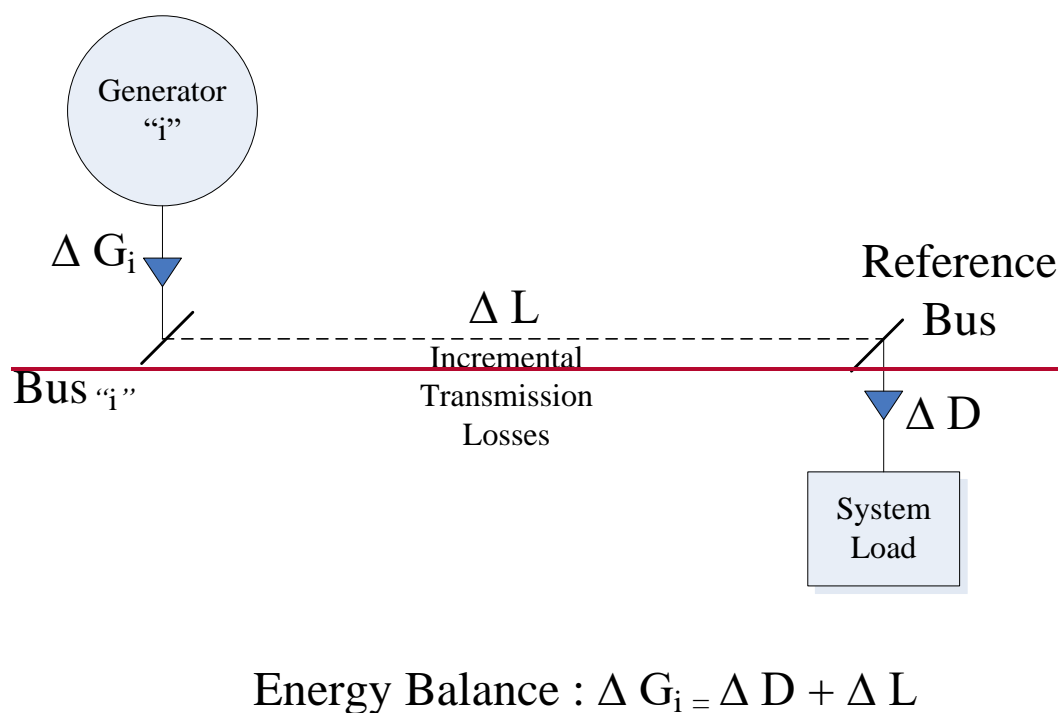 Generator
“i”
Δ Gi
Reference
Bus
Δ L
Incremental
Transmission
Losses
Bus “i”
Δ D
System
Load
Energy Balance : Δ Gi = Δ D + Δ L